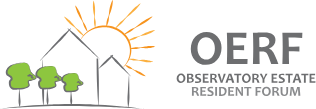 OERF
OBSERVATORY ESTATE
RESIDENT FORUM